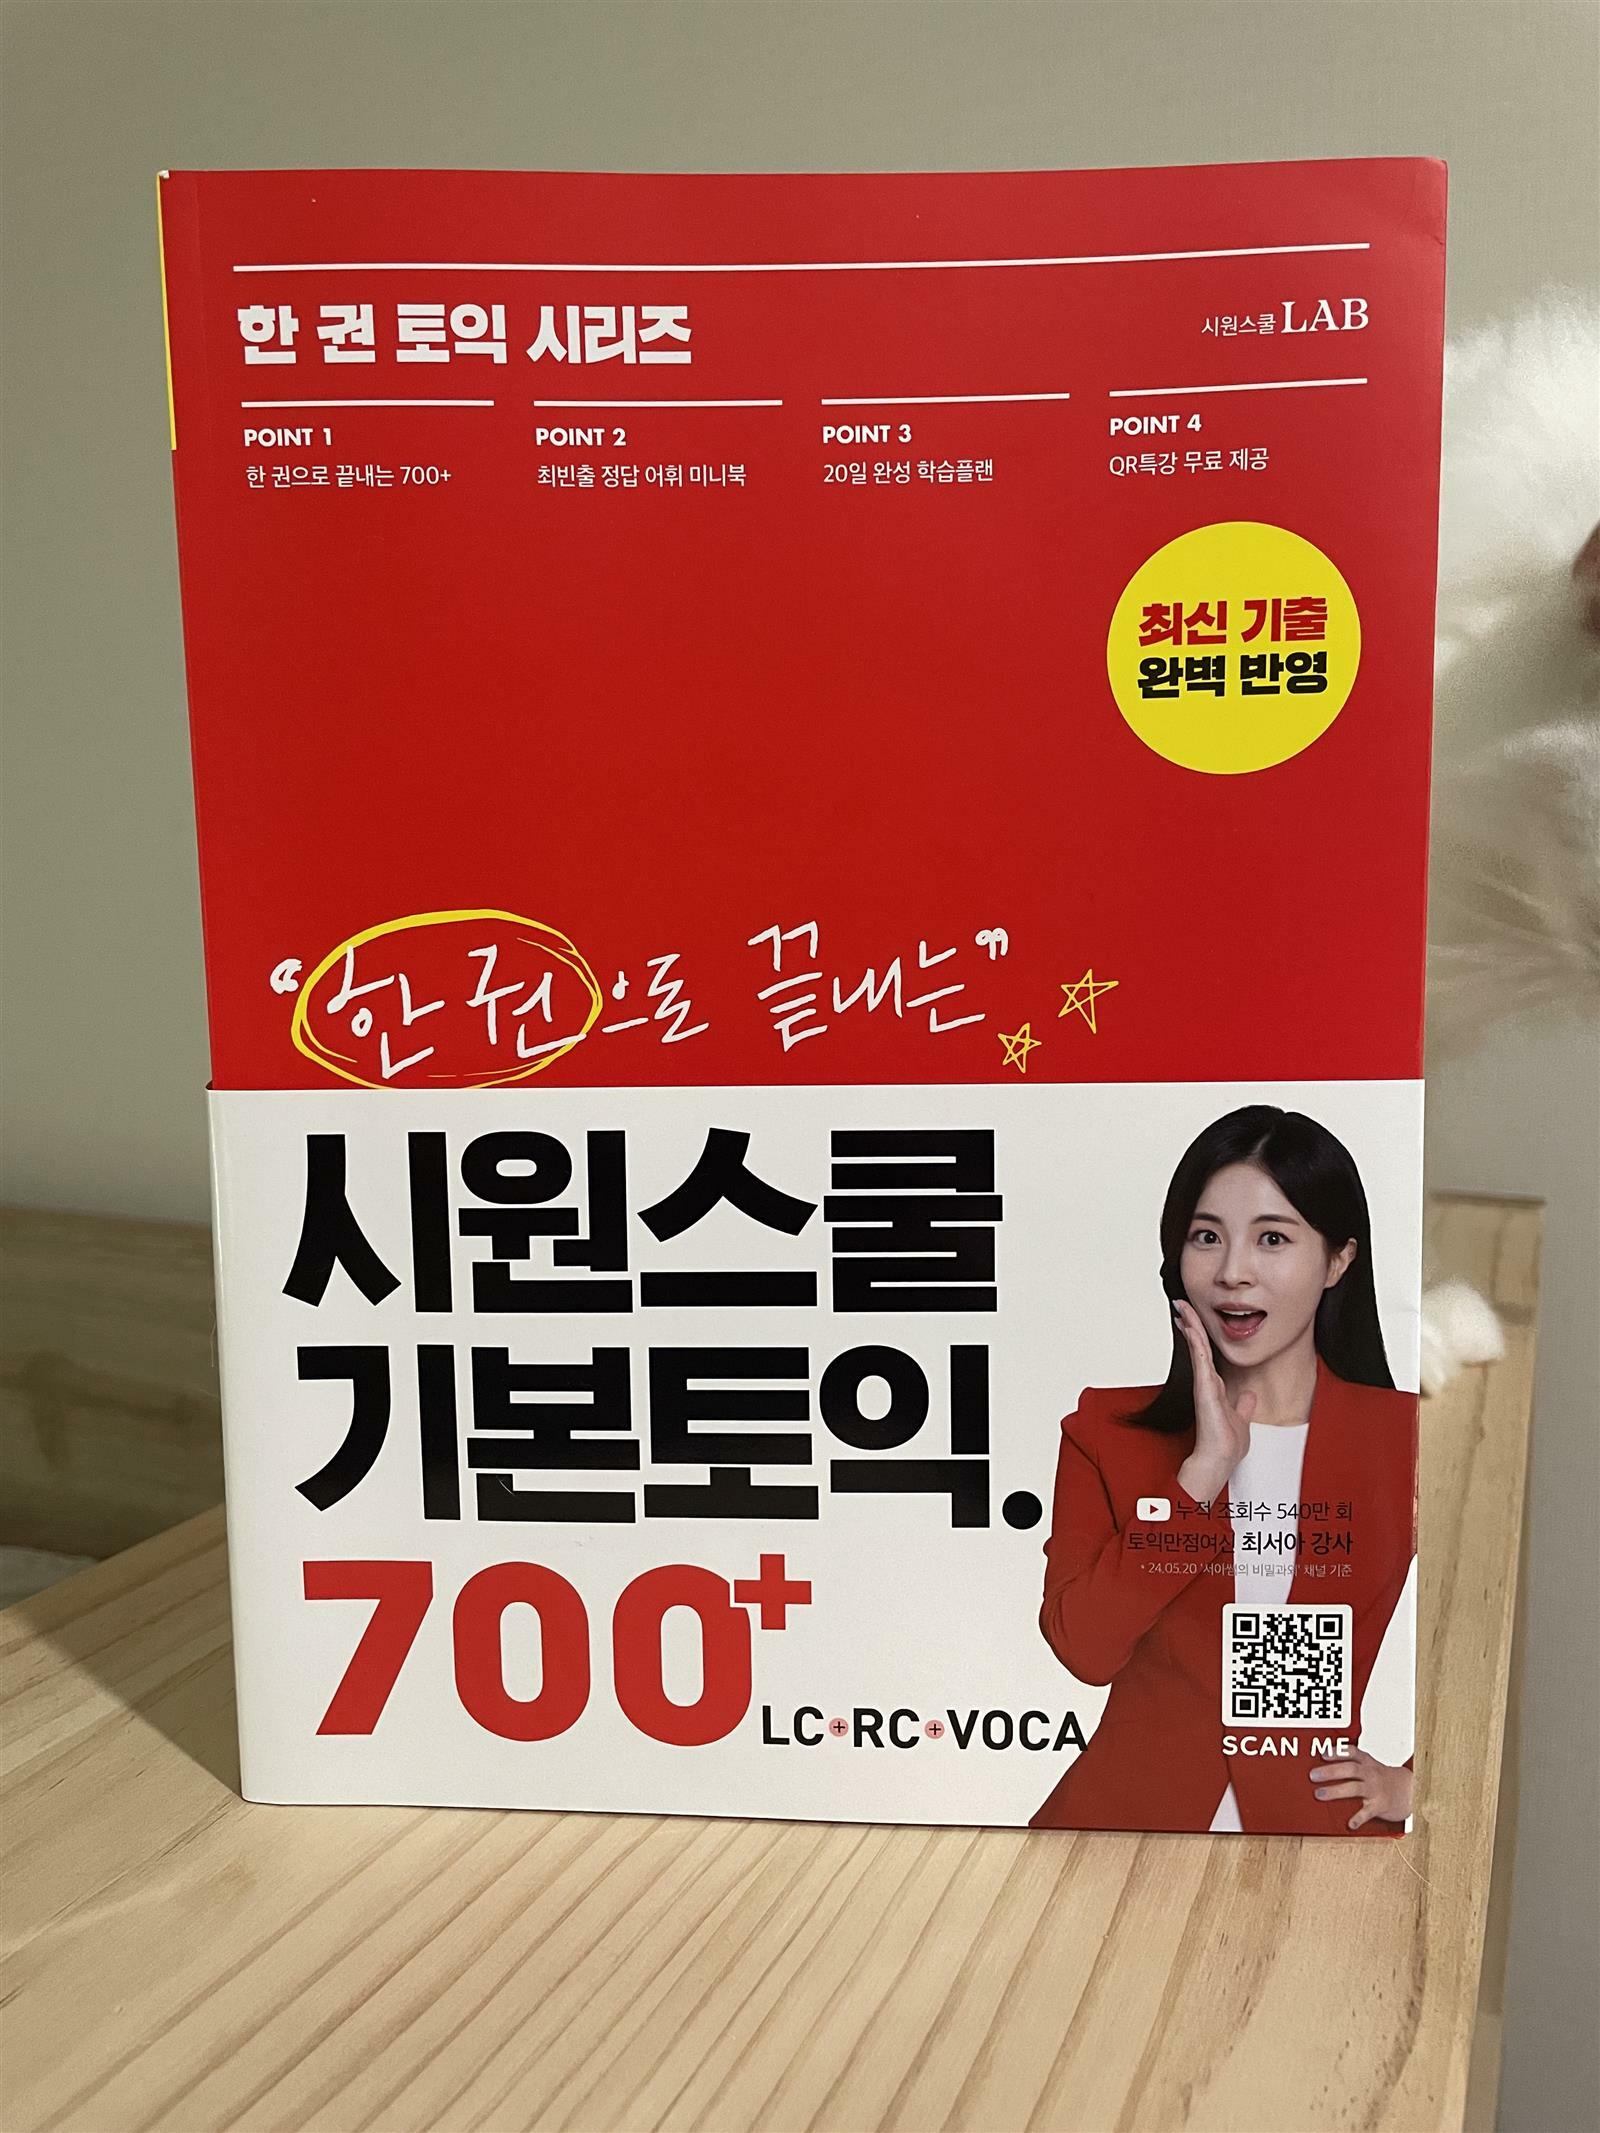 한 권 토익 시리즈
시원스쿨LAB
POINT 1
한 권으로 끝내는 700+
POINT 2
최빈출 정답 어휘 미니북
POINT 3
20일 완성 학습플랜
POINT 4
QR특강 무료 제공
최신 기출
완벽 반영
“한 권으로 끝내는”
시원스쿨
기본토익.
700+
LC+RC+VOCA
누적 조회수 540만 회
토익만점여신 최서아 강사
* 24.05.20 '서아쌤의 비밀과외' 채널 기준
SCAN ME